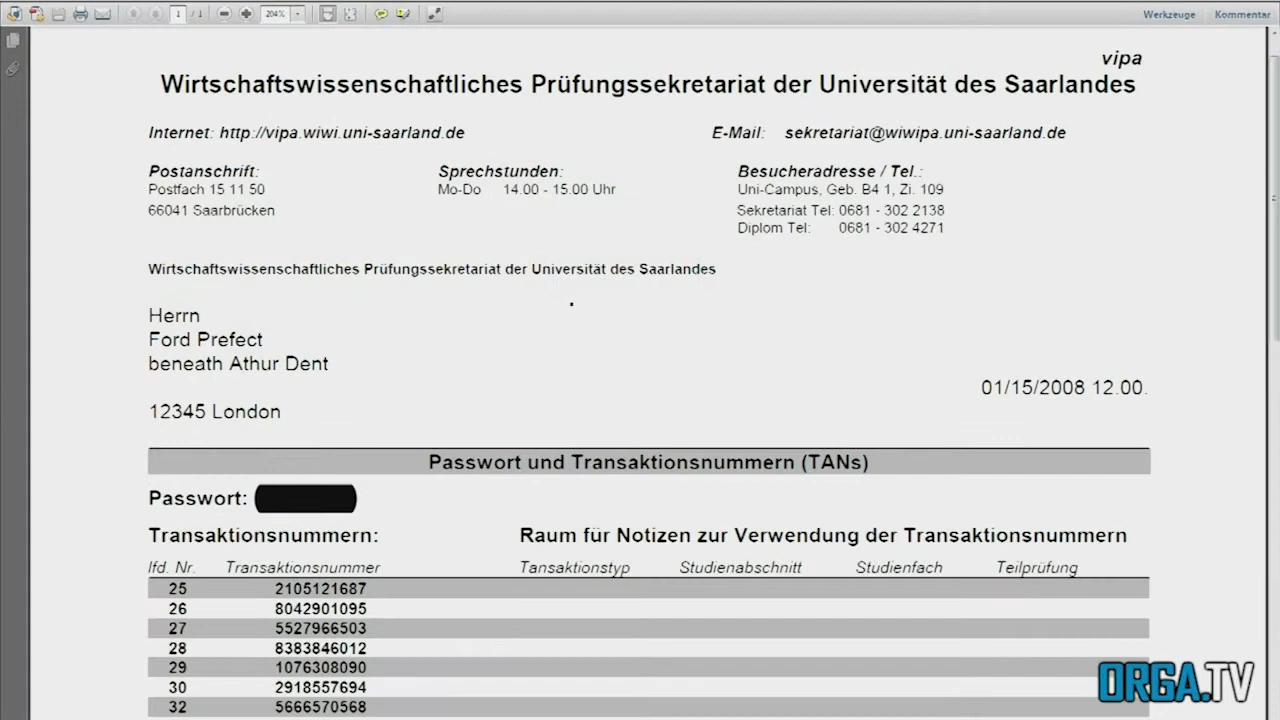 1 / 1 204% Werkzeuge Kommentar
vipa
Wirtschaftswissenschaftliches Prüfungssekretariat der Universität des Saarlandes
Internet: http://vipa.wiwi.uni-saarland.de E-Mail: sekretariat@wiwipa.uni-saarland.de
Postanschrift: Sprechstunden: Besucheradresse / Tel.:
Postfach 15 11 50 Mo-Do 14.00 - 15.00 Uhr Uni-Campus, Geb. B4 1, Zi. 109
66041 Saarbrücken Sekretariat Tel: 0681 - 302 2138
Diplom Tel: 0681 - 302 4271
Wirtschaftswissenschaftliches Prüfungssekretariat der Universität des Saarlandes
Herrn
Ford Prefect
beneath Athur Dent
01/15/2008 12.00.
12345 London
Passwort und Transaktionsnummern (TANs)
Passwort:
Transaktionsnummern: Raum für Notizen zur Verwendung der Transaktionsnummern
lfd. Nr. Transaktionsnummer Tansaktionstyp Studienabschnitt Studienfach Teilprüfung
25 2105121687
26 8042901095
27 5527966503
28 8383846012
29 1076308090
30 2918557694
32 5666570568
ORGA.TV